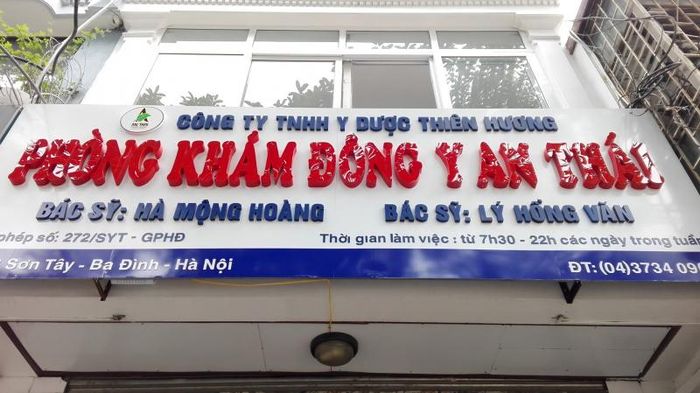 CÔNG TY TNHH Y DƯỢC THIÊN HƯƠNG
PHÒNG KHÁM ĐÔNG Y AN THÁI
BÁC SỸ: HÀ MỘNG HOÀNG BÁC SỸ: LÝ HỒNG VÂN
phép số: 272/SYT - GPHĐ Thời gian làm việc : từ 7h30 - 22h các ngày trong tuần
Sơn Tây - Ba Đình - Hà Nội ĐT: (04)3734